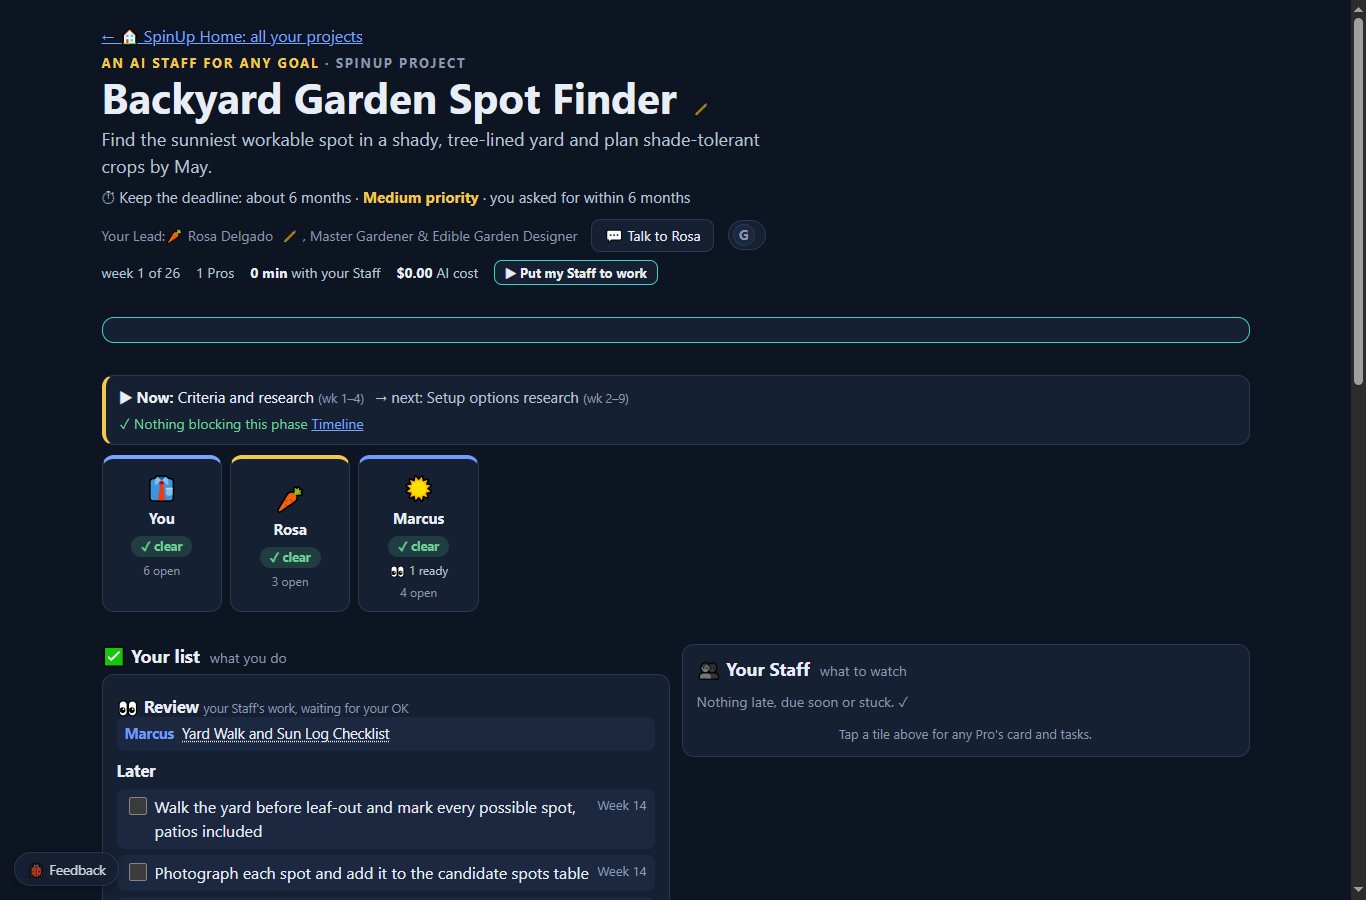 ← SpinUp Home: all your projects
AN AI STAFF FOR ANY GOAL · SPINUP PROJECT
Backyard Garden Spot Finder
Find the sunniest workable spot in a shady, tree-lined yard and plan shade-tolerant
crops by May.
Keep the deadline: about 6 months · Medium priority · you asked for within 6 months
Your Lead: Rosa Delgado , Master Gardener & Edible Garden Designer Talk to Rosa G
week 1 of 26 1 Pros 0 min with your Staff $0.00 AI cost ▶ Put my Staff to work
▶ Now: Criteria and research (wk 1–4) → next: Setup options research (wk 2–9)
✓ Nothing blocking this phase Timeline
You
✓ clear
6 open
Rosa
✓ clear
3 open
Marcus
✓ clear
1 ready
4 open
Your list what you do
Review your Staff's work, waiting for your OK
Marcus Yard Walk and Sun Log Checklist
Later
Walk the yard before leaf-out and mark every possible spot, Week 14
patios included
Photograph each spot and add it to the candidate spots table Week 14
Your Staff what to watch
Nothing late, due soon or stuck. ✓
Tap a tile above for any Pro's card and tasks.
Feedback